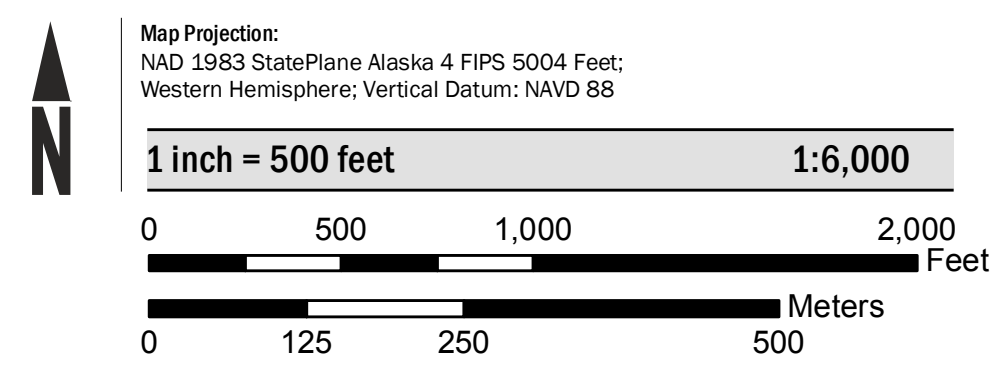 Map Projection:
NAD 1983 StatePlane Alaska 4 FIPS 5004 Feet;
Western Hemisphere; Vertical Datum: NAVD 88
N
1 inch = 500 feet 1:6,000
0 500 1,000 2,000
Feet
Meters
0 125 250 500